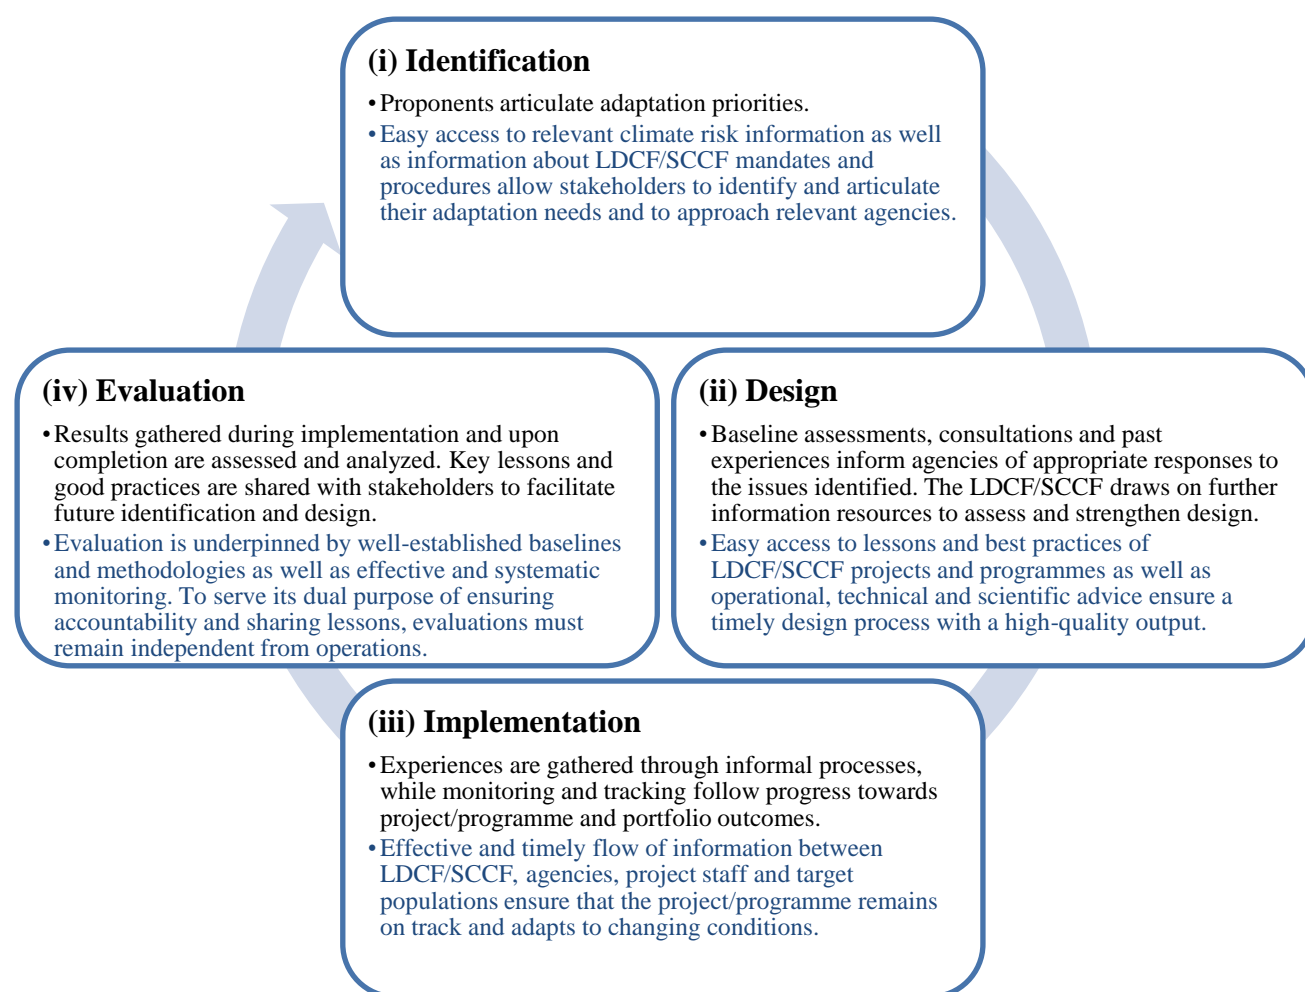 (i) Identification
•Proponents articulate adaptation priorities.
•Easy access to relevant climate risk information as well
as information about LDCF/SCCF mandates and
procedures allow stakeholders to identify and articulate
their adaptation needs and to approach relevant agencies.
(ii) Design
•Baseline assessments, consultations and past
experiences inform agencies of appropriate responses to
the issues identified. The LDCF/SCCF draws on further
information resources to assess and strengthen design.
•Easy access to lessons and best practices of
LDCF/SCCF projects and programmes as well as
operational, technical and scientific advice ensure a
timely design process with a high-quality output.
(iii) Implementation
•Experiences are gathered through informal processes,
while monitoring and tracking follow progress towards
project/programme and portfolio outcomes.
•Effective and timely flow of information between
LDCF/SCCF, agencies, project staff and target
populations ensure that the project/programme remains
on track and adapts to changing conditions.
(iv) Evaluation
•Results gathered during implementation and upon
completion are assessed and analyzed. Key lessons and
good practices are shared with stakeholders to facilitate
future identification and design.
•Evaluation is underpinned by well-established baselines
and methodologies as well as effective and systematic
monitoring. To serve its dual purpose of ensuring
accountability and sharing lessons, evaluations must
remain independent from operations.